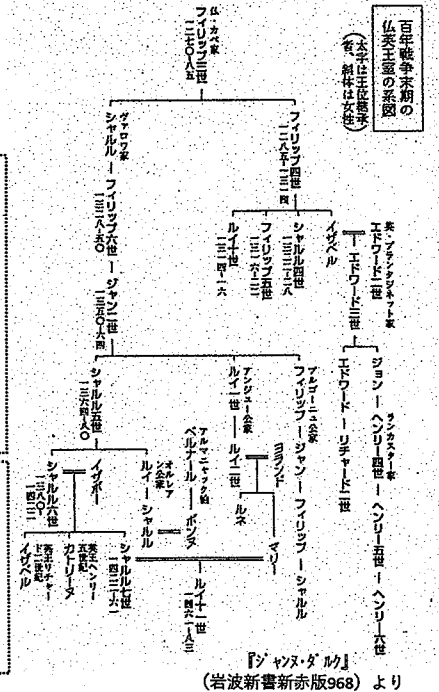 百年戦争末期の
仏英王室の系図
(太字は王位継承
者、斜体は女性)
仏・カペ家
フィリップ三世
一二七〇-八五
フィリップ四世
一二八五-一三一四
ヴァロワ家
シャルル
フィリップ六世
一三二八-五〇
ジャン二世
一三五〇-六四
英・プランタジネット家
エドワード二世
イザベル
シャルル四世
一三二二-二八
フィリップ五世
一三一六-二二
ルイ十世
一三一四-一六
エドワード三世
ランカスター家
ジョン
ヘンリー四世
ヘンリー五世
ヘンリー六世
エドワード
リチャード二世
ブルゴーニュ公家
フィリップ
ジャン
フィリップ
シャルル
アンジュー公家
ルイ一世
ルイ二世
ヨランド
マリー
ルネ
シャルル五世
一三六四-八〇
アルマニャック伯
ベルナール
ボンヌ
オルレアン公家
ルイ
シャルル
イザボー
シャルル六世
一三八〇-
一四二二
シャルル七世
一四二二-六一
ルイ十一世
一四六一-八三
英王ヘンリー
五世妃
カトリーヌ
英王リチャー
ド二世妃
イザベル
『ジャンヌ・ダルク』
(岩波新書新赤版968) より